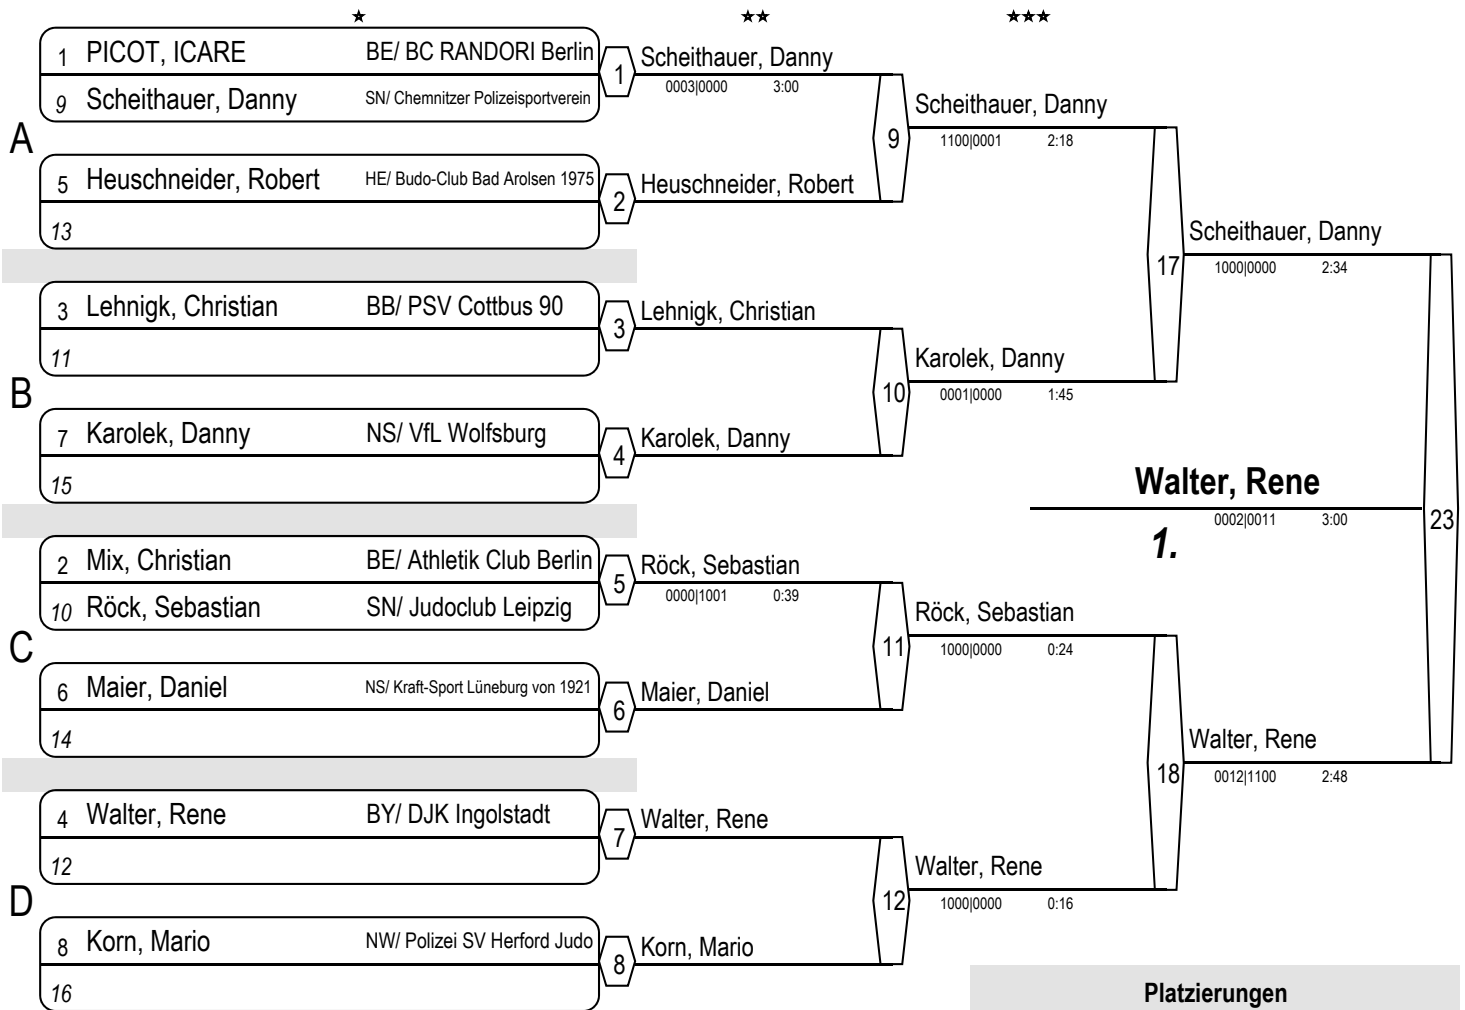 1 PICOT, ICARE BE/ BC RANDORI Berlin
9 Scheithauer, Danny SN/ Chemnitzer Polizeisportverein
1 Scheithauer, Danny
0003|0000 3:00
A
5 Heuschneider, Robert HE/ Budo-Club Bad Arolsen 1975
13
2 Heuschneider, Robert
9 Scheithauer, Danny
1100|0001 2:18
3 Lehnigk, Christian BB/ PSV Cottbus 90
11
3 Lehnigk, Christian
B
7 Karolek, Danny NS/ VfL Wolfsburg
15
4 Karolek, Danny
10 Karolek, Danny
0001|0000 1:45
17 Scheithauer, Danny
1000|0000 2:34
2 Mix, Christian BE/ Athletik Club Berlin
10 Röck, Sebastian SN/ Judoclub Leipzig
5 Röck, Sebastian
0000|1001 0:39
C
6 Maier, Daniel NS/ Kraft-Sport Lüneburg von 1921
14
6 Maier, Daniel
11 Röck, Sebastian
1000|0000 0:24
4 Walter, Rene BY/ DJK Ingolstadt
12
7 Walter, Rene
D
8 Korn, Mario NW/ Polizei SV Herford Judo
16
8 Korn, Mario
12 Walter, Rene
1000|0000 0:16
18 Walter, Rene
0012|1100 2:48
23 Walter, Rene
0002|0011 3:00
1.
Platzierungen